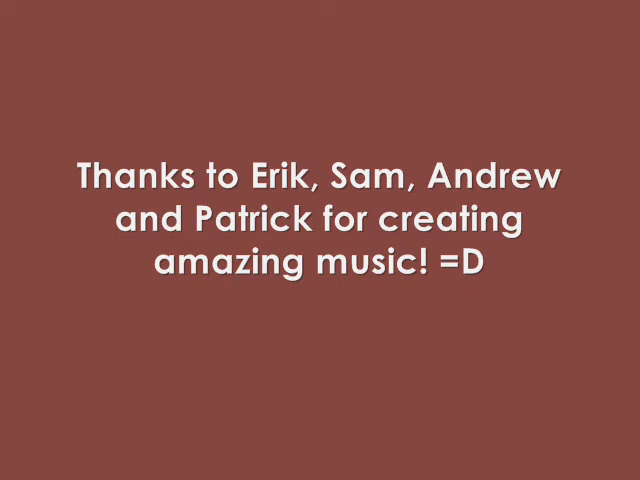 Thanks to Erik, Sam, Andrew
and Patrick for creating
amazing music! =D